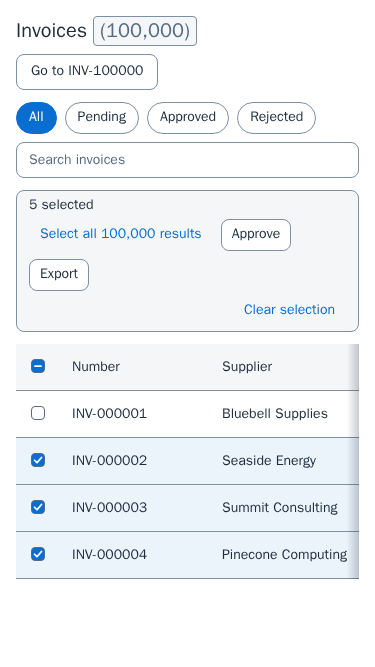 Invoices (100,000)
Go to INV-100000
All Pending Approved Rejected
Search invoices
5 selected
Select all 100,000 results Approve
Export
Clear selection
Number Supplier
INV-000001 Bluebell Supplies
INV-000002 Seaside Energy
INV-000003 Summit Consulting
INV-000004 Pinecone Computing